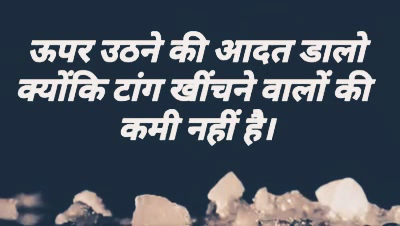 ऊपर उठने की आदत डालो
क्योंकि टांग खींचने वालों की
कमी नहीं है।